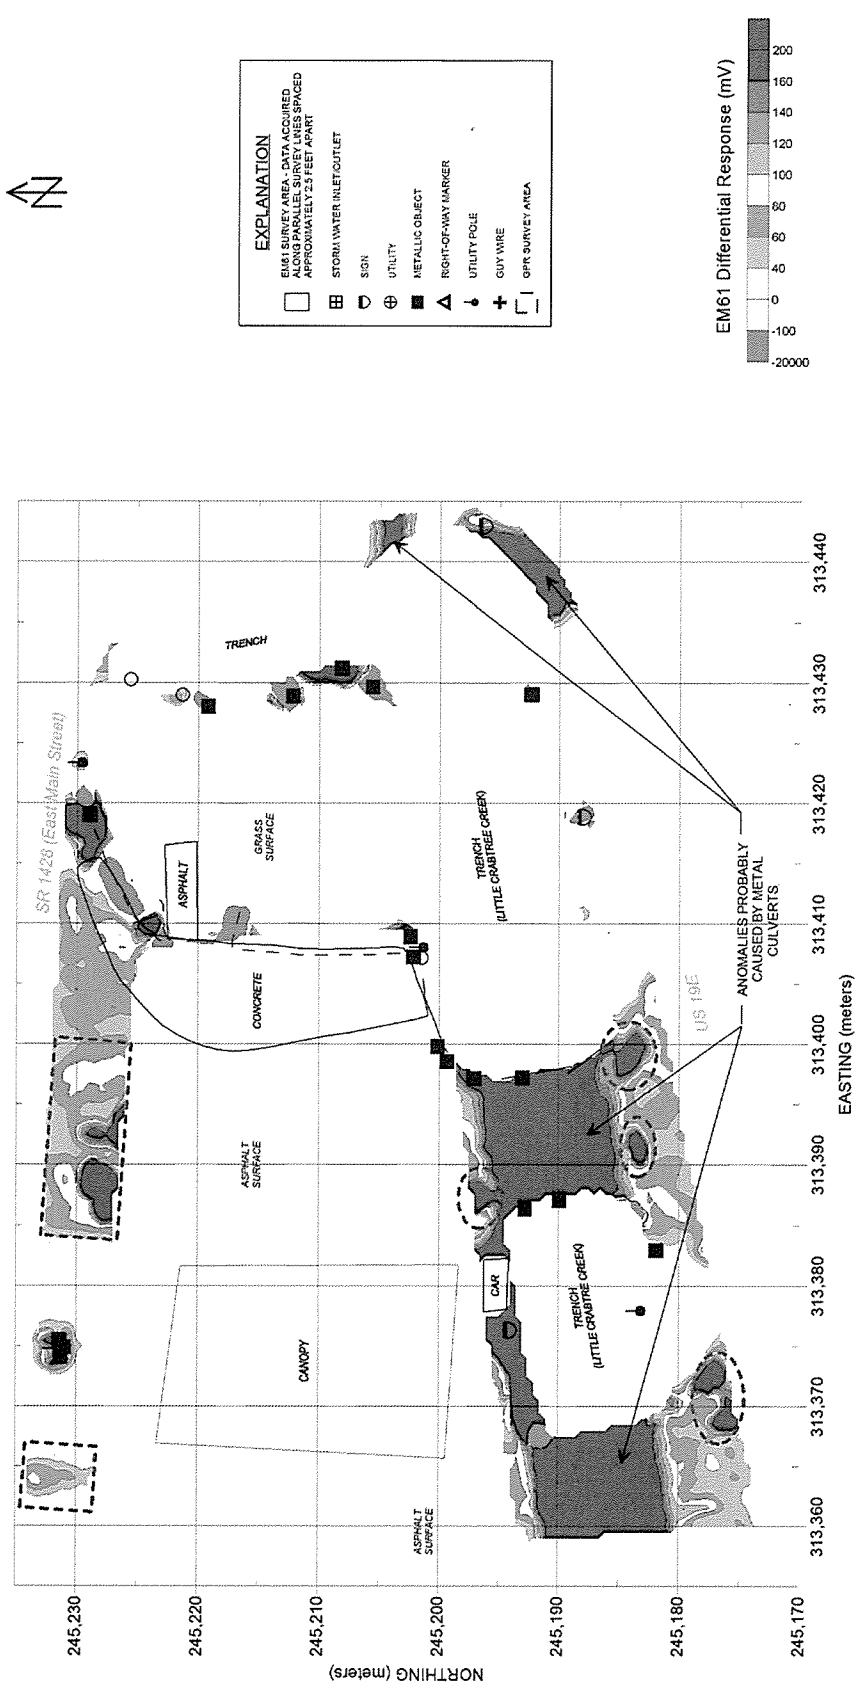 N
EXPLANATION
EM61 SURVEY AREA - DATA ACQUIRED
ALONG PARALLEL SURVEY LINES SPACED
APPROXIMATELY 2.5 FEET APART
STORM WATER INLET/OUTLET
SIGN
UTILITY
METALLIC OBJECT
RIGHT-OF-WAY MARKER
UTILITY POLE
GUY WIRE
GPR SURVEY AREA
EM61 Differential Response (mV)
200
160
140
120
100
80
60
40
0
-100
-20000
SR 1428 (East Main Street)
TRENCH
GRASS
SURFACE
ASPHALT
CONCRETE
ASPHALT
SURFACE
CANOPY
ASPHALT
SURFACE
TRENCH
(LITTLE CRABTREE CREEK)
CAR
TRENCH
(LITTLE CRABTREE CREEK)
US 19E
ANOMALIES PROBABLY
CAUSED BY METAL
CULVERTS
NORTHING (meters)
245,230
245,220
245,210
245,200
245,190
245,180
245,170
313,360
313,370
313,380
313,390
313,400
313,410
313,420
313,430
313,440
EASTING (meters)